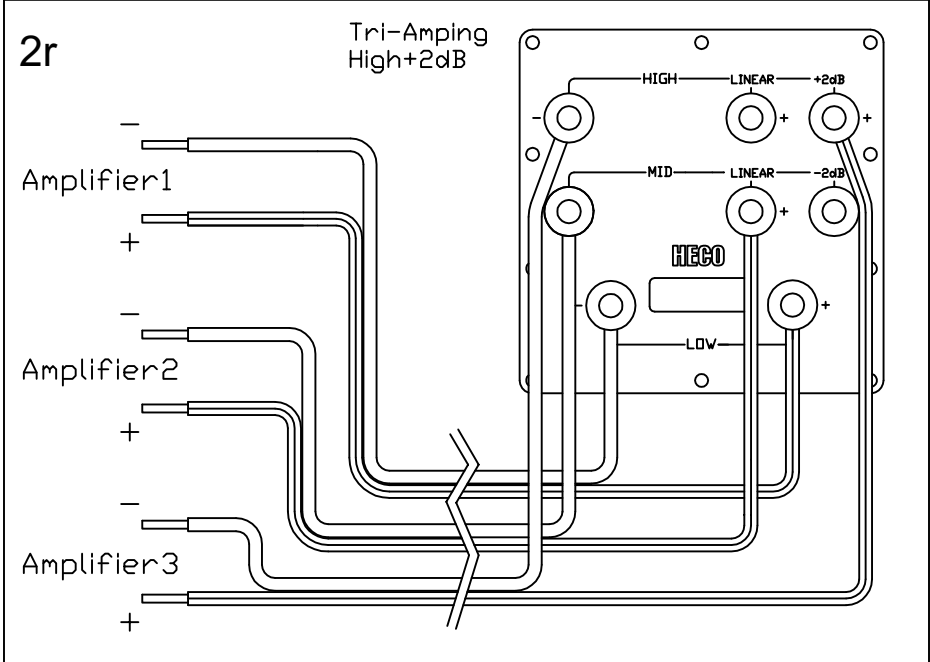 2r
Tri-Amping
High+2dB
HIGH LINEAR +2dB
- + +
MID LINEAR -2dB
+
HECO
- +
LOW
-
Amplifier1
+
-
Amplifier2
+
-
Amplifier3
+